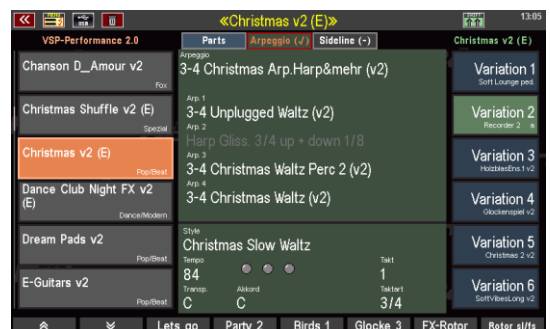 «Christmas v2 (E)»
13:05
VSP-Performance 2.0
Parts
Arpeggio (√)
Sideline (-)
Christmas v2 (E)
Chanson D__Amour v2
Fox
Christmas Shuffle v2 (E)
Spezial
Christmas v2 (E)
Pop/Beat
Dance Club Night FX v2
(E)
Dance/Modern
Dream Pads v2
Pop/Beat
E-Guitars v2
Pop/Beat
Arpeggio
3-4 Christmas Arp.Harp&mehr (v2)
Arp. 1
3-4 Unplugged Waltz (v2)
Arp. 2
Harp Gliss. 3/4 up + down 1/8
Arp. 3
3-4 Christmas Waltz Perc 2 (v2)
Arp. 4
3-4 Christmas Waltz (v2)
Style
Christmas Slow Waltz
Tempo
Takt
84
1
Transp.
Akkord
Taktart
C
C
3/4
Variation 1
Soft Lounge ped.
Variation 2
Recorder 2
Variation 3
HolzblasEns.1 v2
Variation 4
Glockenspiel v2
Variation 5
Christmas 2 v2
Variation 6
SoftVibesLong v2
Lets go
Party 2
Birds 1
Glocke 3
FX-Rotor
Rotor sl/fs